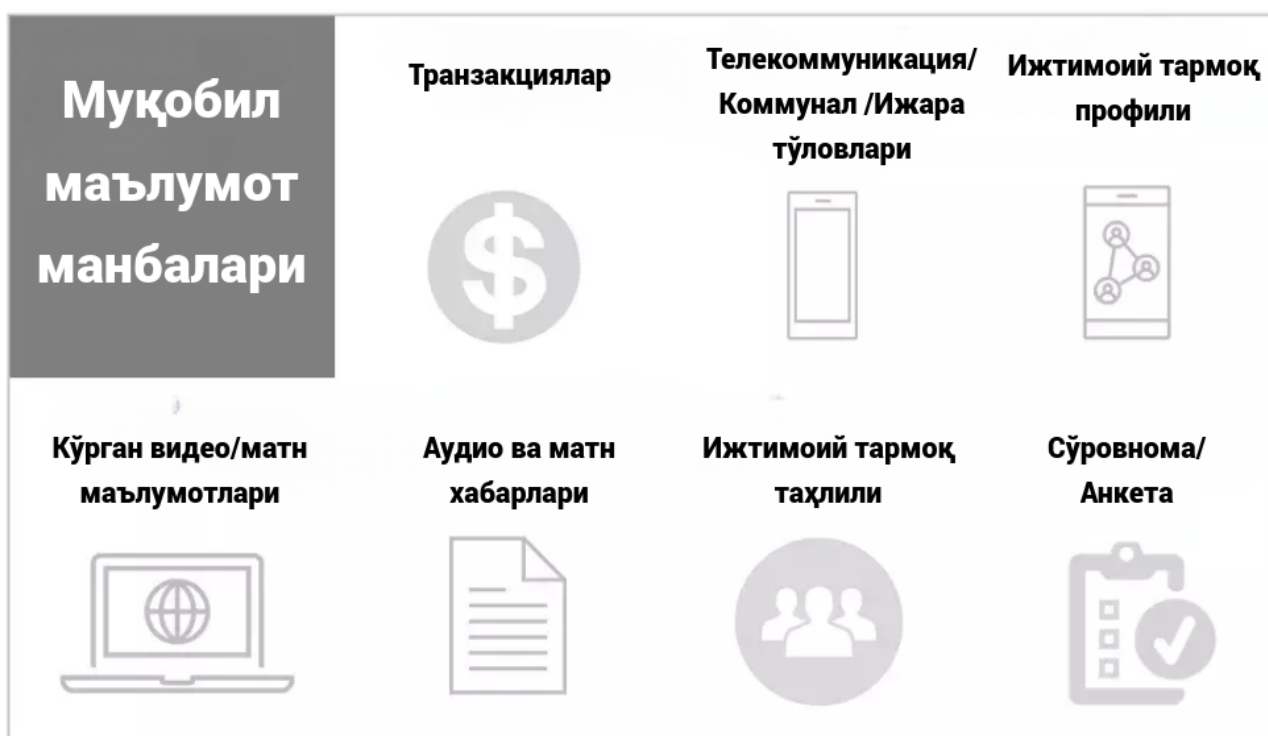 Муқобил
маълумот
манбалари
Транзакциялар
Телекоммуникация/
Коммунал /Ижара
тўловлари
Ижтимоий тармоқ
профили
Кўрган видео/матн
маълумотлари
Аудио ва матн
хабарлари
Ижтимоий тармоқ
таҳлили
Сўровнома/
Анкета